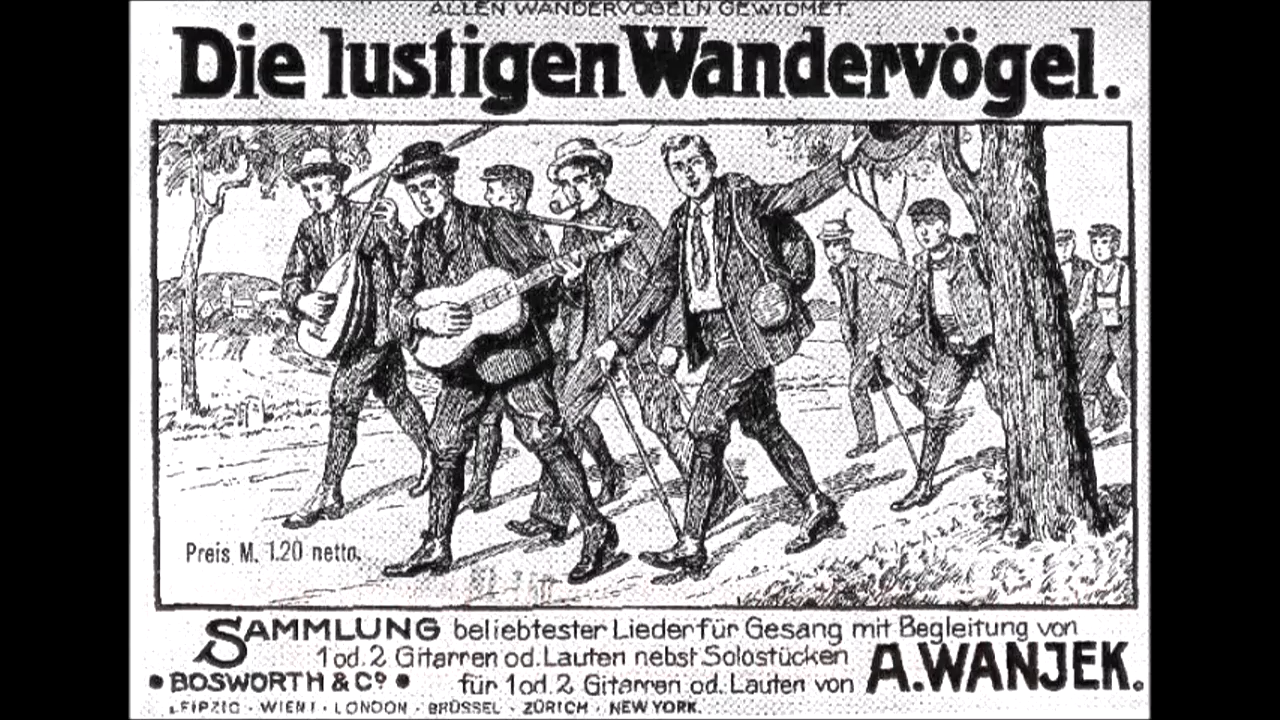 ALLEN WANDERVÖGELN GEWIDMET.
Die lustigen Wandervögel.
Preis M. 1.20 netto.
SAMMLUNG beliebtester Lieder für Gesang mit Begleitung von
1 od. 2 Gitarren od. Lauten nebst Solostücken
für 1 od. 2 Gitarren od. Lauten von A. WANJEK.
• BOSWORTH & Cº •
LEIPZIG · WIEN I · LONDON · BRÜSSEL · ZÜRICH · NEW YORK.